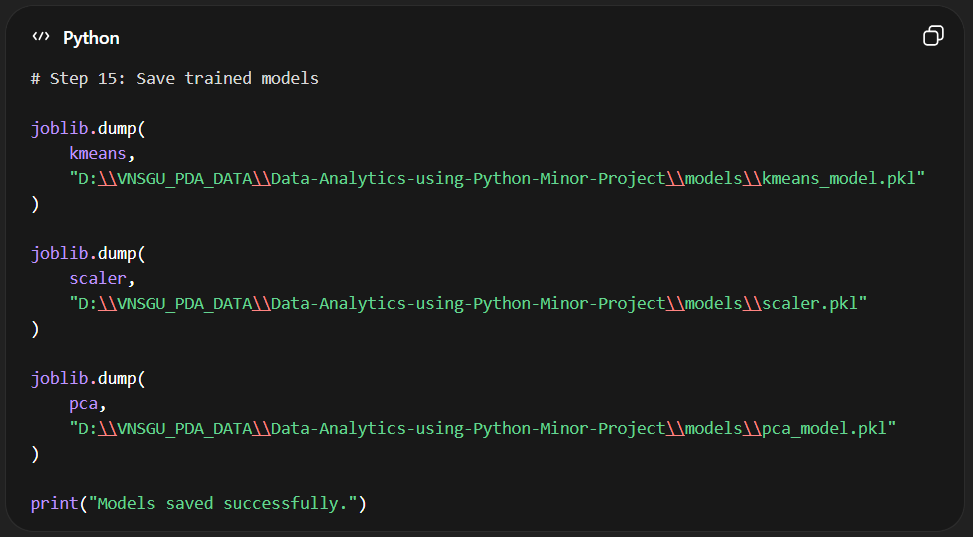 </> Python
# Step 15: Save trained models
joblib.dump(
    kmeans,
    "D:\\VNSGU_PDA_DATA\\Data-Analytics-using-Python-Minor-Project\\models\\kmeans_model.pkl"
)
joblib.dump(
    scaler,
    "D:\\VNSGU_PDA_DATA\\Data-Analytics-using-Python-Minor-Project\\models\\scaler.pkl"
)
joblib.dump(
    pca,
    "D:\\VNSGU_PDA_DATA\\Data-Analytics-using-Python-Minor-Project\\models\\pca_model.pkl"
)
print("Models saved successfully.")